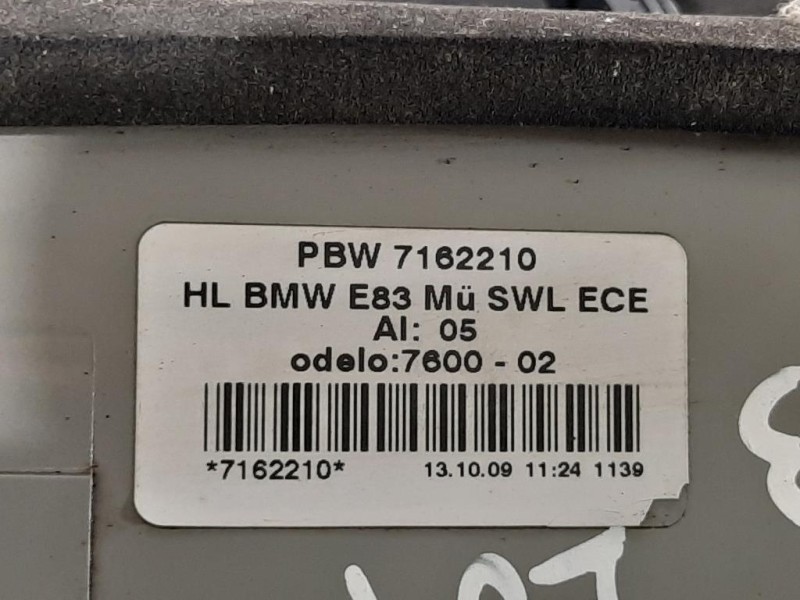 PBW 7162210
HL BMW E83 Mü SWL ECE
AI: 05
odelo:7600 - 02
*7162210* 13.10.09 11:24 1139